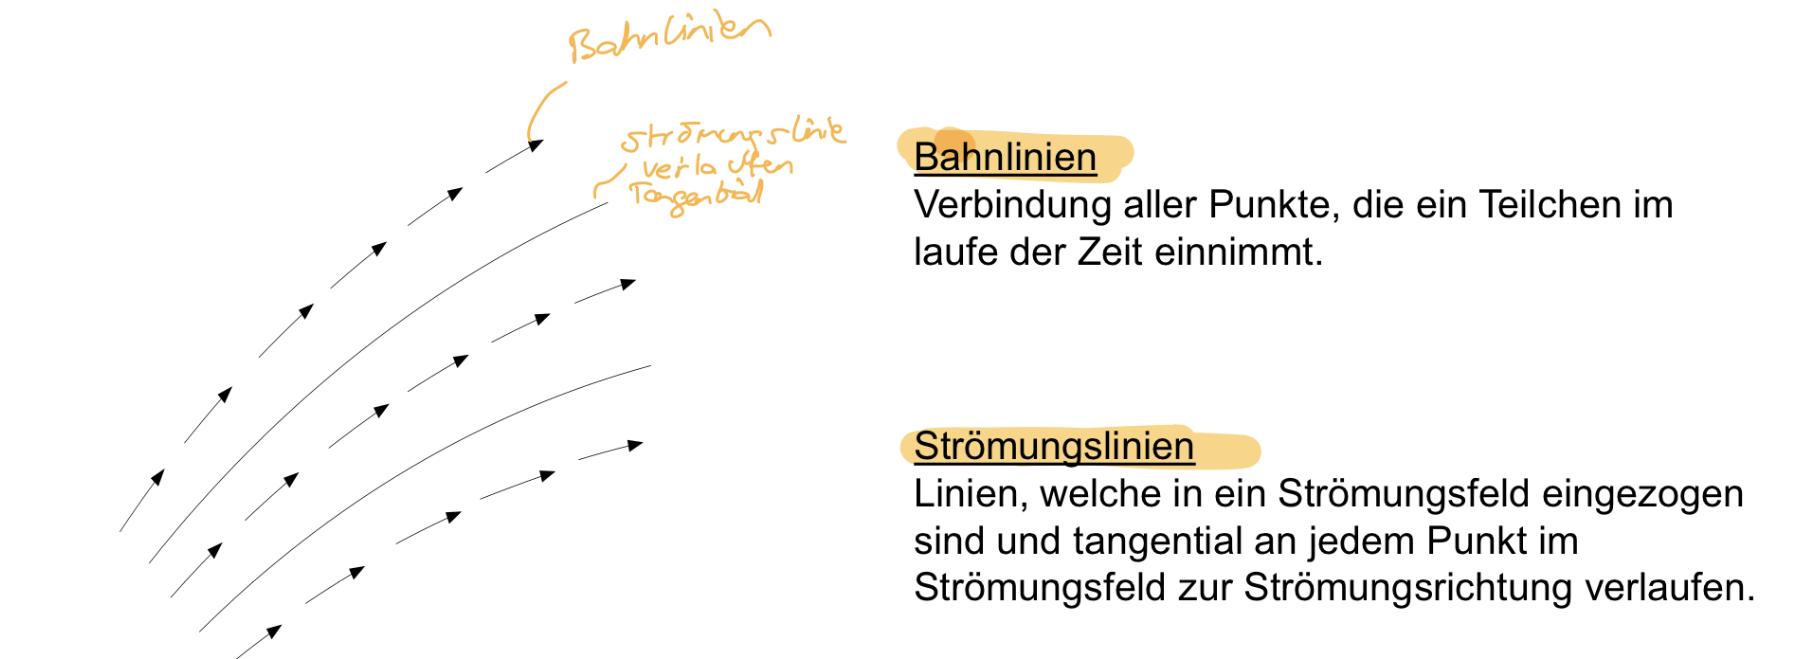 Bahnlinien
Strömungslinie
verlaufen
Tangential
Bahnlinien
Verbindung aller Punkte, die ein Teilchen im
laufe der Zeit einnimmt.
Strömungslinien
Linien, welche in ein Strömungsfeld eingezogen
sind und tangential an jedem Punkt im
Strömungsfeld zur Strömungsrichtung verlaufen.